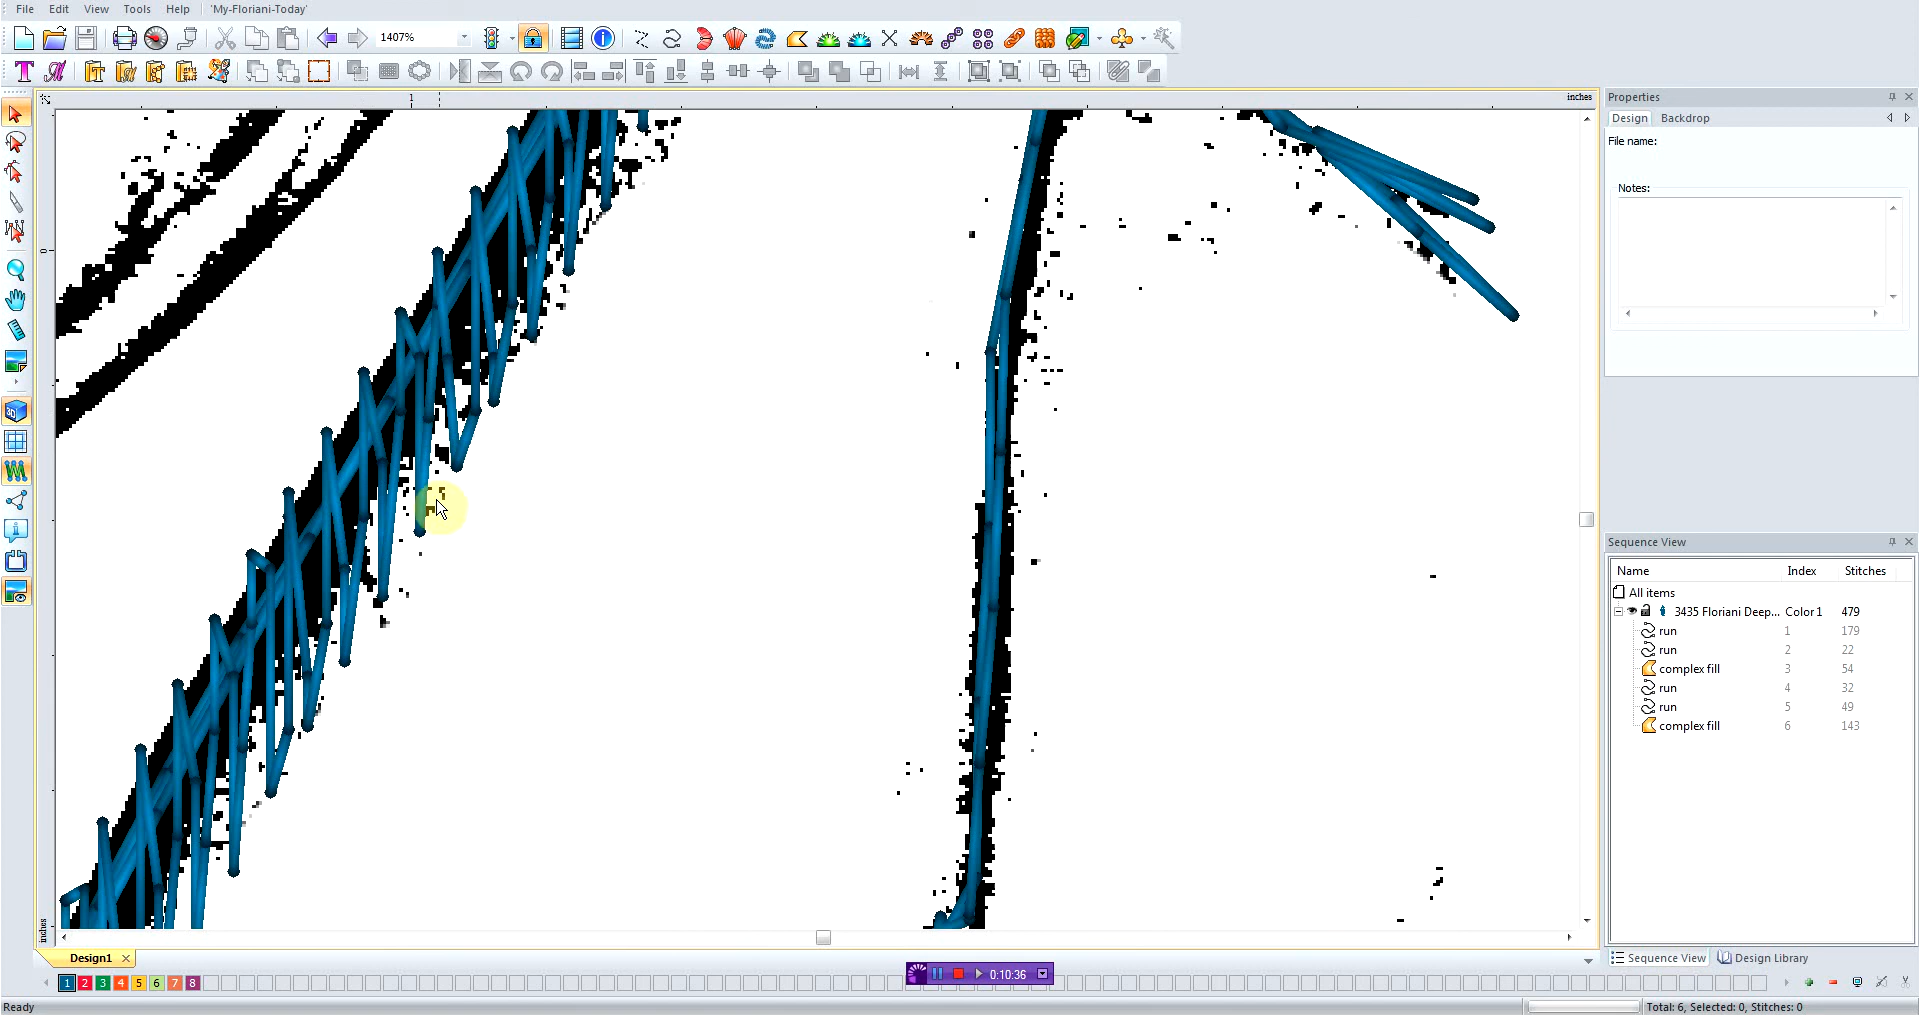 File Edit View Tools Help 'My-Floriani-Today'
1407%
1 inches
0
inches
Properties
Design Backdrop
File name:
Notes:
Sequence View
Name Index Stitches
All items
3435 Floriani Deep... Color 1 479
run 1 179
run 2 22
complex fill 3 54
run 4 32
run 5 49
complex fill 6 143
Sequence View Design Library
Design1
1 2 3 4 5 6 7 8
0:10:36
Ready Total: 6, Selected: 0, Stitches: 0